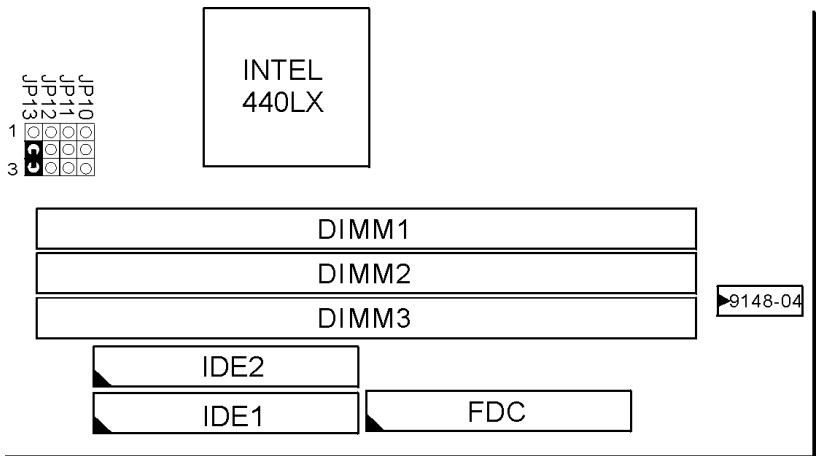 INTEL
440LX
JP13
JP12
JP11
JP10
1
3
DIMM1
DIMM2
DIMM3
9148-04
IDE2
IDE1
FDC